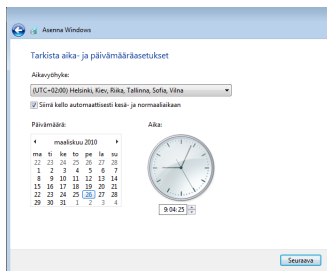 Asenna Windows
Tarkista aika- ja päivämääräasetukset
Aikavyöhyke:
(UTC+02:00) Helsinki, Kiev, Riika, Tallinna, Sofia, Vilna
Siirrä kello automaattisesti kesä- ja normaaliaikaan
Päivämäärä:
Aika:
maaliskuu 2010
ma ti ke to pe la su
22 23 24 25 26 27 28
1 2 3 4 5 6 7
8 9 10 11 12 13 14
15 16 17 18 19 20 21
22 23 24 25 26 27 28
29 30 31 1 2 3 4
9:04:25
Seuraava